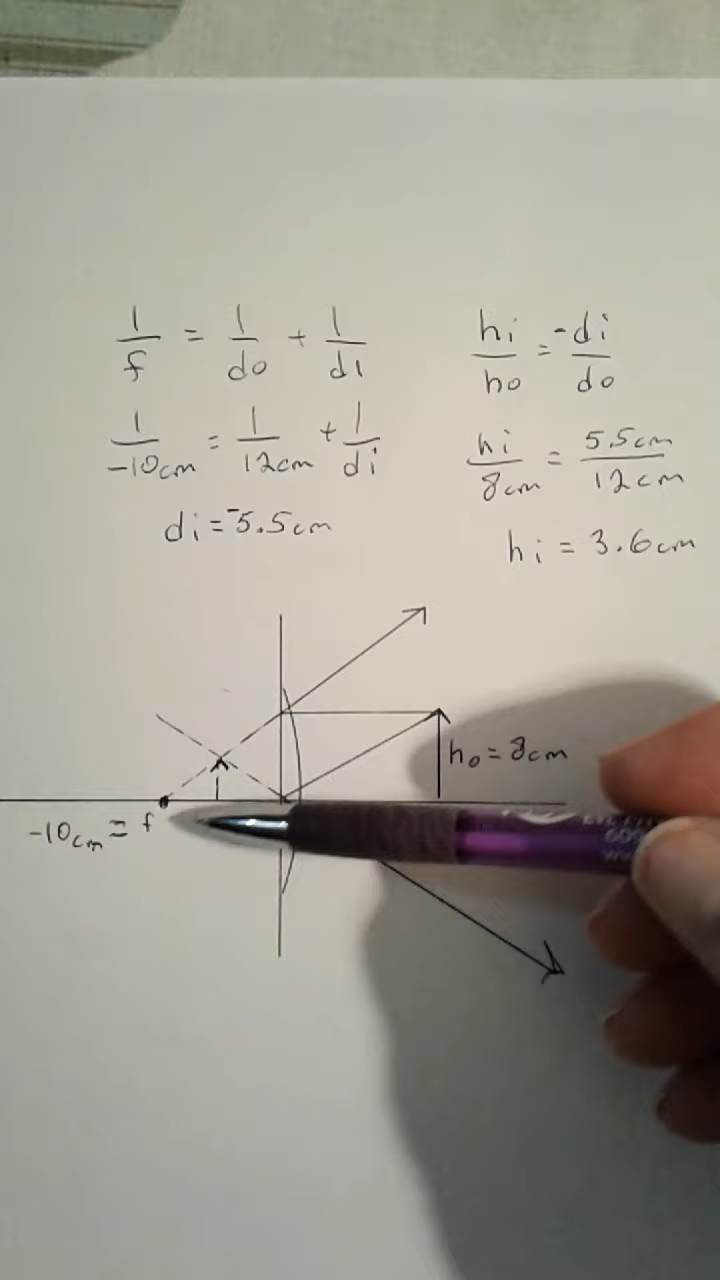 1/f = 1/do + 1/di
1/-10cm = 1/12cm + 1/di
di = -5.5cm
hi/ho = -di/do
hi/8cm = 5.5cm/12cm
hi = 3.6cm
ho = 8cm
-10cm = f